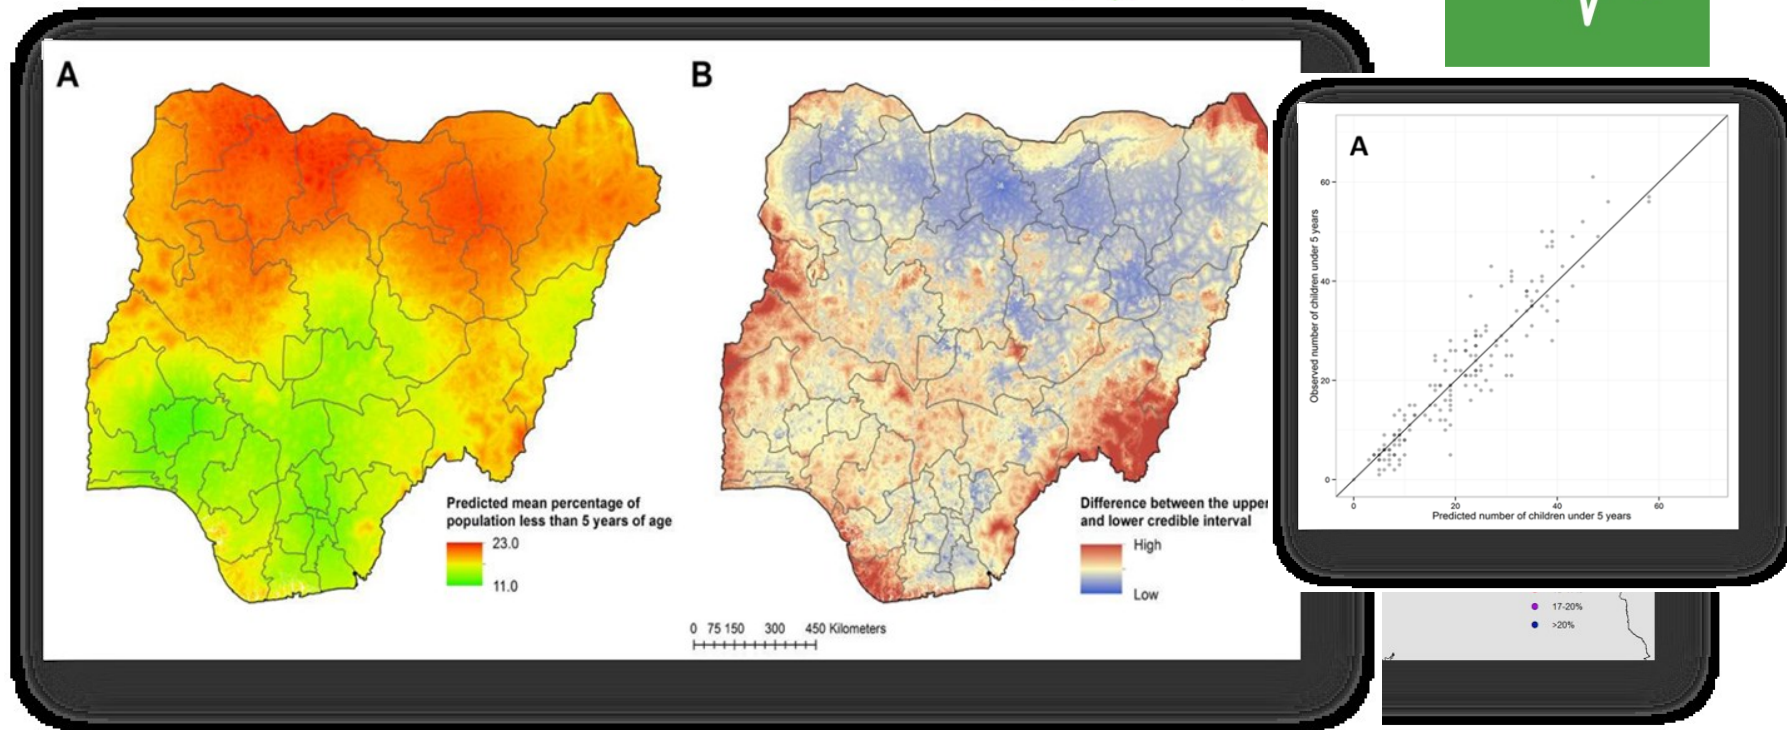 A
B
Predicted mean percentage of
population less than 5 years of age
23.0
11.0
Difference between the upper
and lower credible interval
High
Low
0 75 150 300 450 Kilometers
A
Observed number of children under 5 years
60
40
20
0
0 20 40 60
Predicted number of children under 5 years
17-20%
>20%